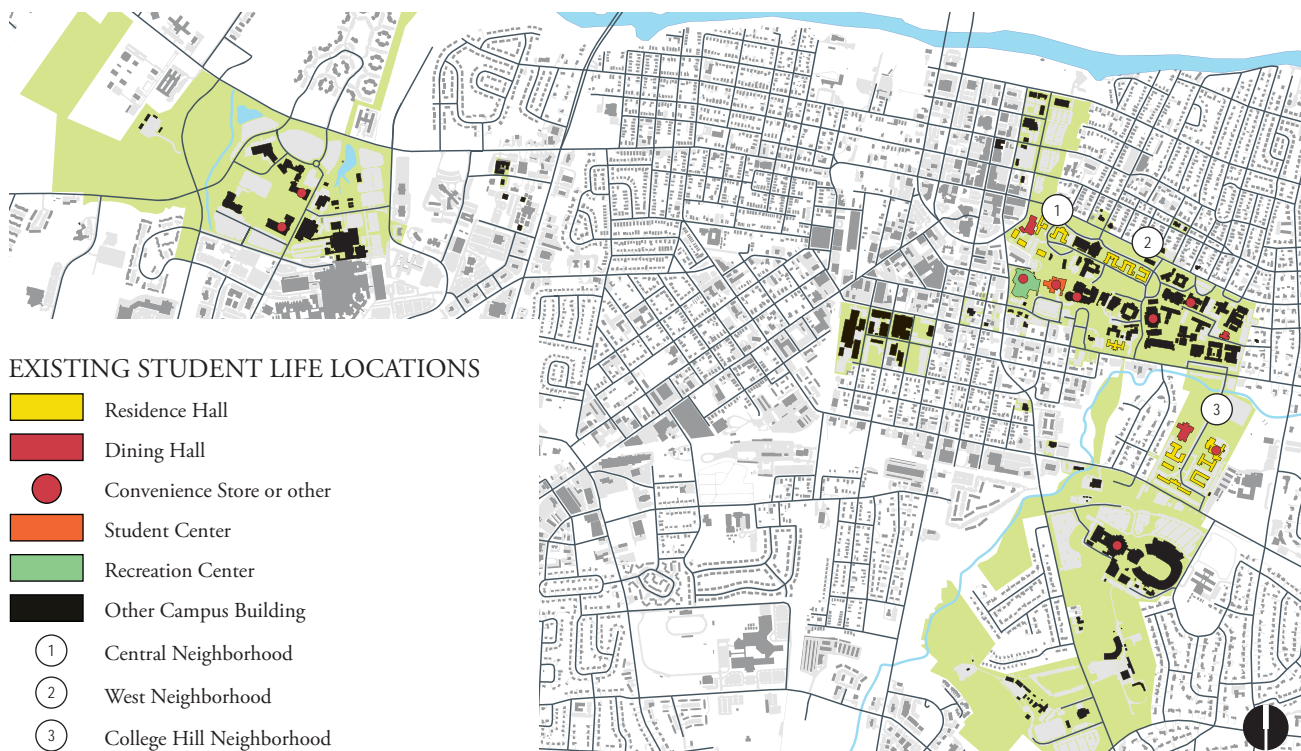 1
2
3
EXISTING STUDENT LIFE LOCATIONS
Residence Hall
Dining Hall
Convenience Store or other
Student Center
Recreation Center
Other Campus Building
1 Central Neighborhood
2 West Neighborhood
3 College Hill Neighborhood